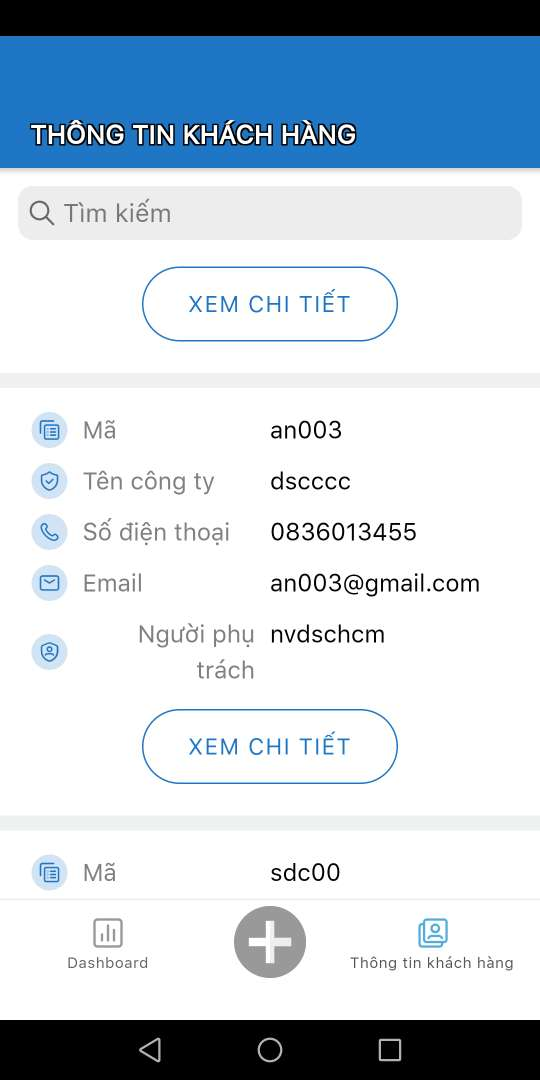 THÔNG TIN KHÁCH HÀNG
Tìm kiếm
XEM CHI TIẾT
Mã an003
Tên công ty dscccc
Số điện thoại 0836013455
Email an003@gmail.com
Người phụ nvdschcm
trách
XEM CHI TIẾT
Mã sdc00
Dashboard Thông tin khách hàng